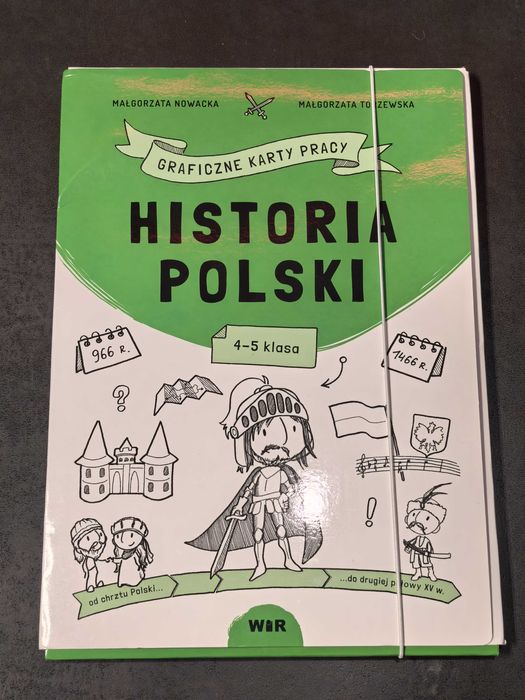 MAŁGORZATA NOWACKA
MAŁGORZATA
GRAFICZNE KARTY PRACY
HISTORIA
POLSKI
4-5 klasa
966 R.
1466 R.
?
!
od chrztu Polski...
...do drugiej połowy XV w.
WiR